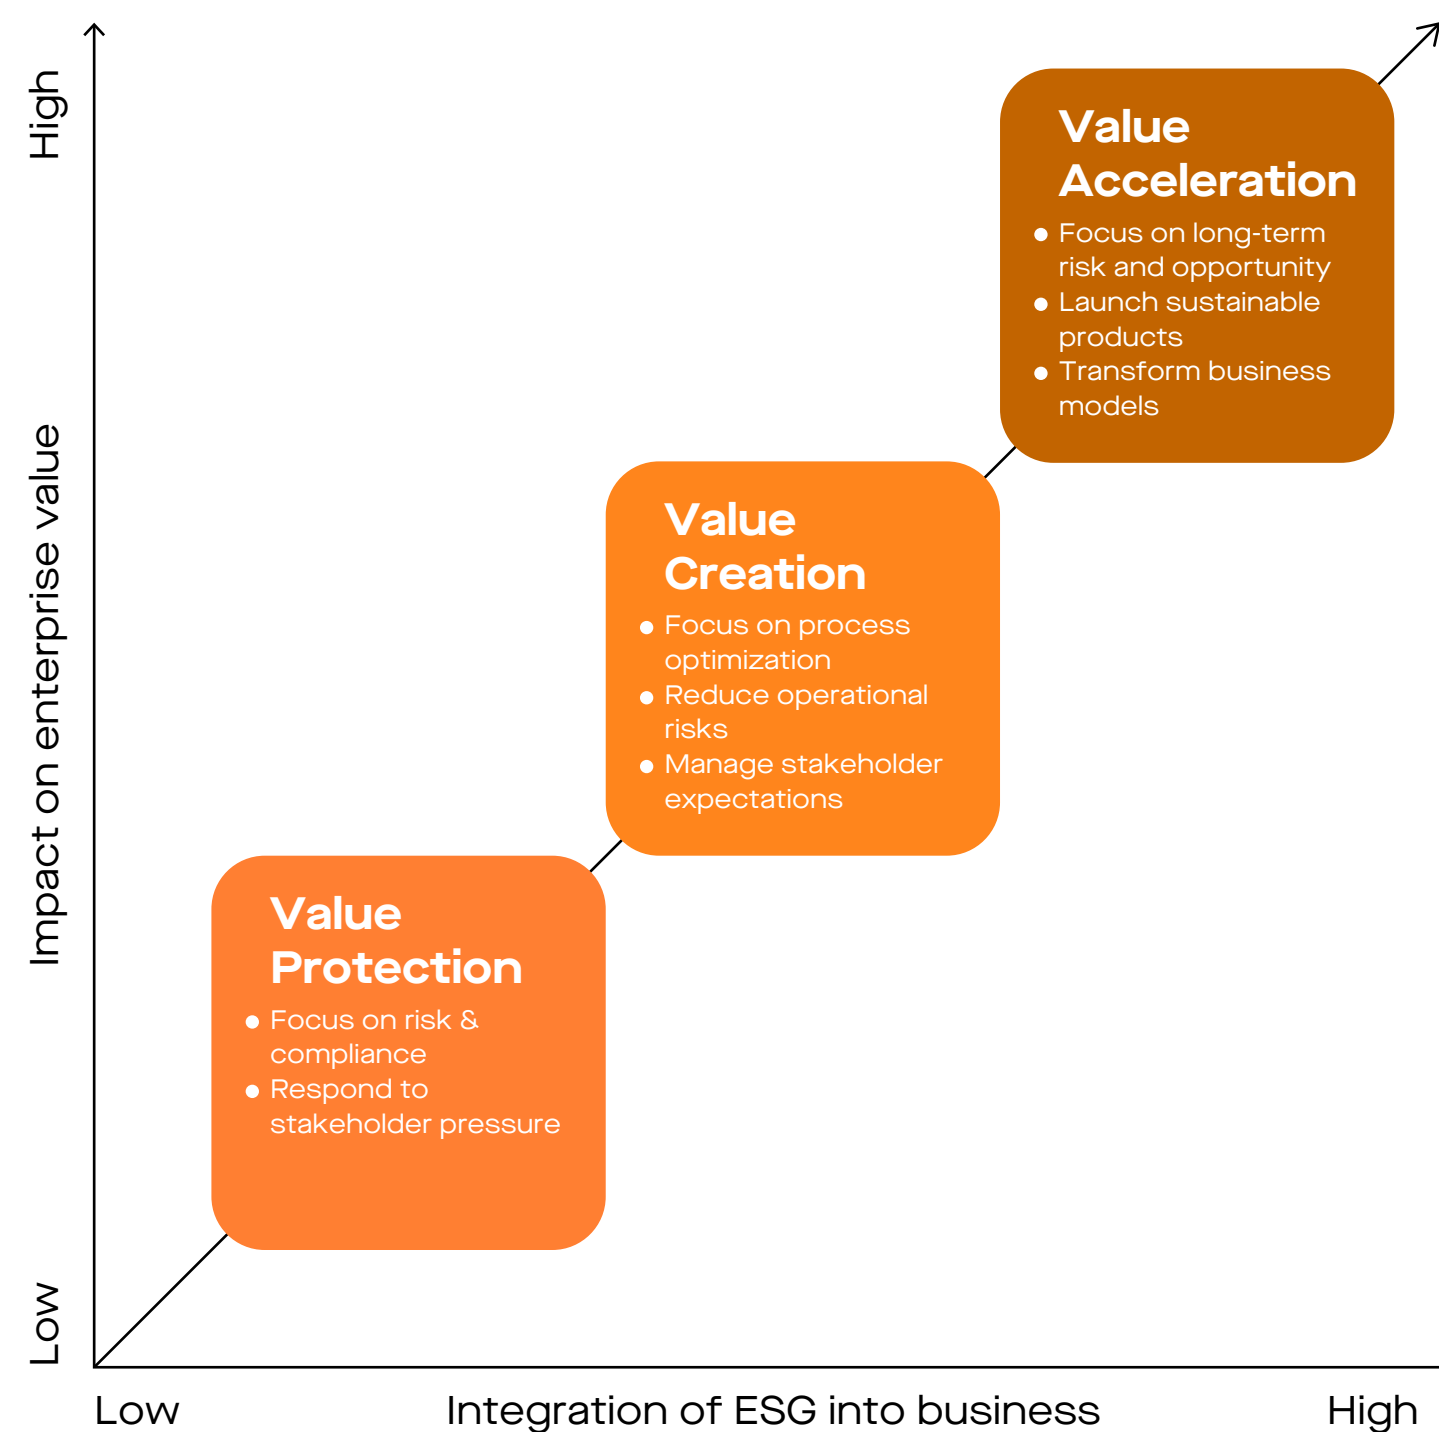 High
Impact on enterprise value
Low
Value
Acceleration
● Focus on long-term
risk and opportunity
● Launch sustainable
products
● Transform business
models
Value
Creation
● Focus on process
optimization
● Reduce operational
risks
● Manage stakeholder
expectations
Value
Protection
● Focus on risk &
compliance
● Respond to
stakeholder pressure
Low
Integration of ESG into business
High